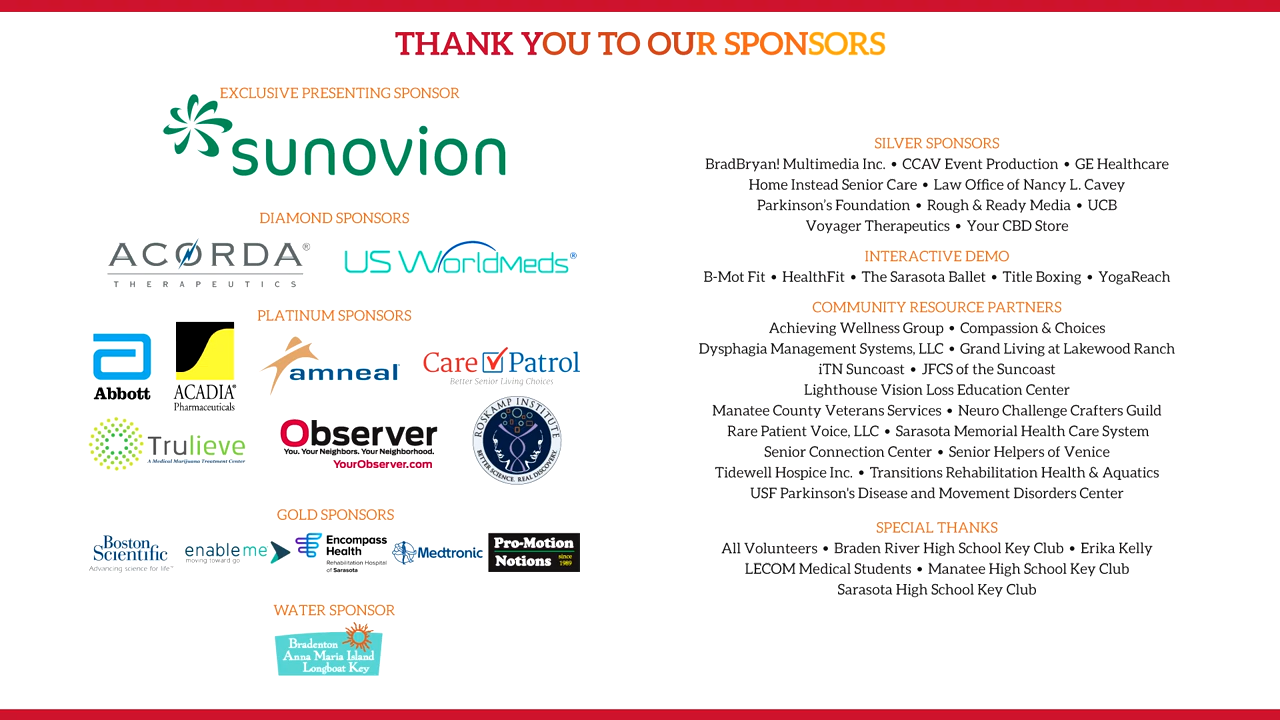 THANK YOU TO OUR SPONSORS
EXCLUSIVE PRESENTING SPONSOR
sunovion
DIAMOND SPONSORS
ACORDA®
THERAPEUTICS
US WorldMeds®
PLATINUM SPONSORS
Abbott
ACADIA®
Pharmaceuticals
amneal
Care Patrol
Better Senior Living Choices
Trulieve
A Medical Marijuana Treatment Center
Observer
You. Your Neighbors. Your Neighborhood.
YourObserver.com
ROSKAMP INSTITUTE
BETTER SCIENCE. REAL DISCOVERY.
GOLD SPONSORS
Boston
Scientific
Advancing science for life™
enableme
moving toward go
Encompass
Health
Rehabilitation Hospital
of Sarasota
Medtronic
Pro-Motion
Notions
since
1989
WATER SPONSOR
Bradenton
Anna Maria Island
Longboat Key
SILVER SPONSORS
BradBryan! Multimedia Inc. • CCAV Event Production • GE Healthcare
Home Instead Senior Care • Law Office of Nancy L. Cavey
Parkinson's Foundation • Rough & Ready Media • UCB
Voyager Therapeutics • Your CBD Store
INTERACTIVE DEMO
B-Mot Fit • HealthFit • The Sarasota Ballet • Title Boxing • YogaReach
COMMUNITY RESOURCE PARTNERS
Achieving Wellness Group • Compassion & Choices
Dysphagia Management Systems, LLC • Grand Living at Lakewood Ranch
iTN Suncoast • JFCS of the Suncoast
Lighthouse Vision Loss Education Center
Manatee County Veterans Services • Neuro Challenge Crafters Guild
Rare Patient Voice, LLC • Sarasota Memorial Health Care System
Senior Connection Center • Senior Helpers of Venice
Tidewell Hospice Inc. • Transitions Rehabilitation Health & Aquatics
USF Parkinson's Disease and Movement Disorders Center
SPECIAL THANKS
All Volunteers • Braden River High School Key Club • Erika Kelly
LECOM Medical Students • Manatee High School Key Club
Sarasota High School Key Club